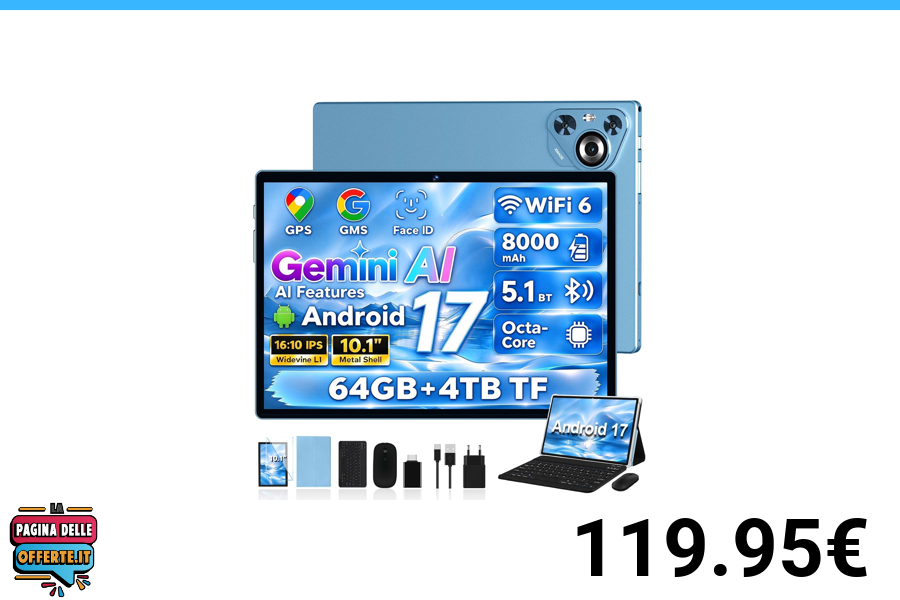 GPS
GMS
Face ID
Gemini AI
AI Features
Android 17
16:10 IPS
Widevine L1
10.1"
Metal Shell
WiFi 6
8000
mAh
5.1 BT
Octa-
Core
64GB+4TB TF
10.1"
Android 17
LA
PAGINA DELLE
OFFERTE.IT
119.95€